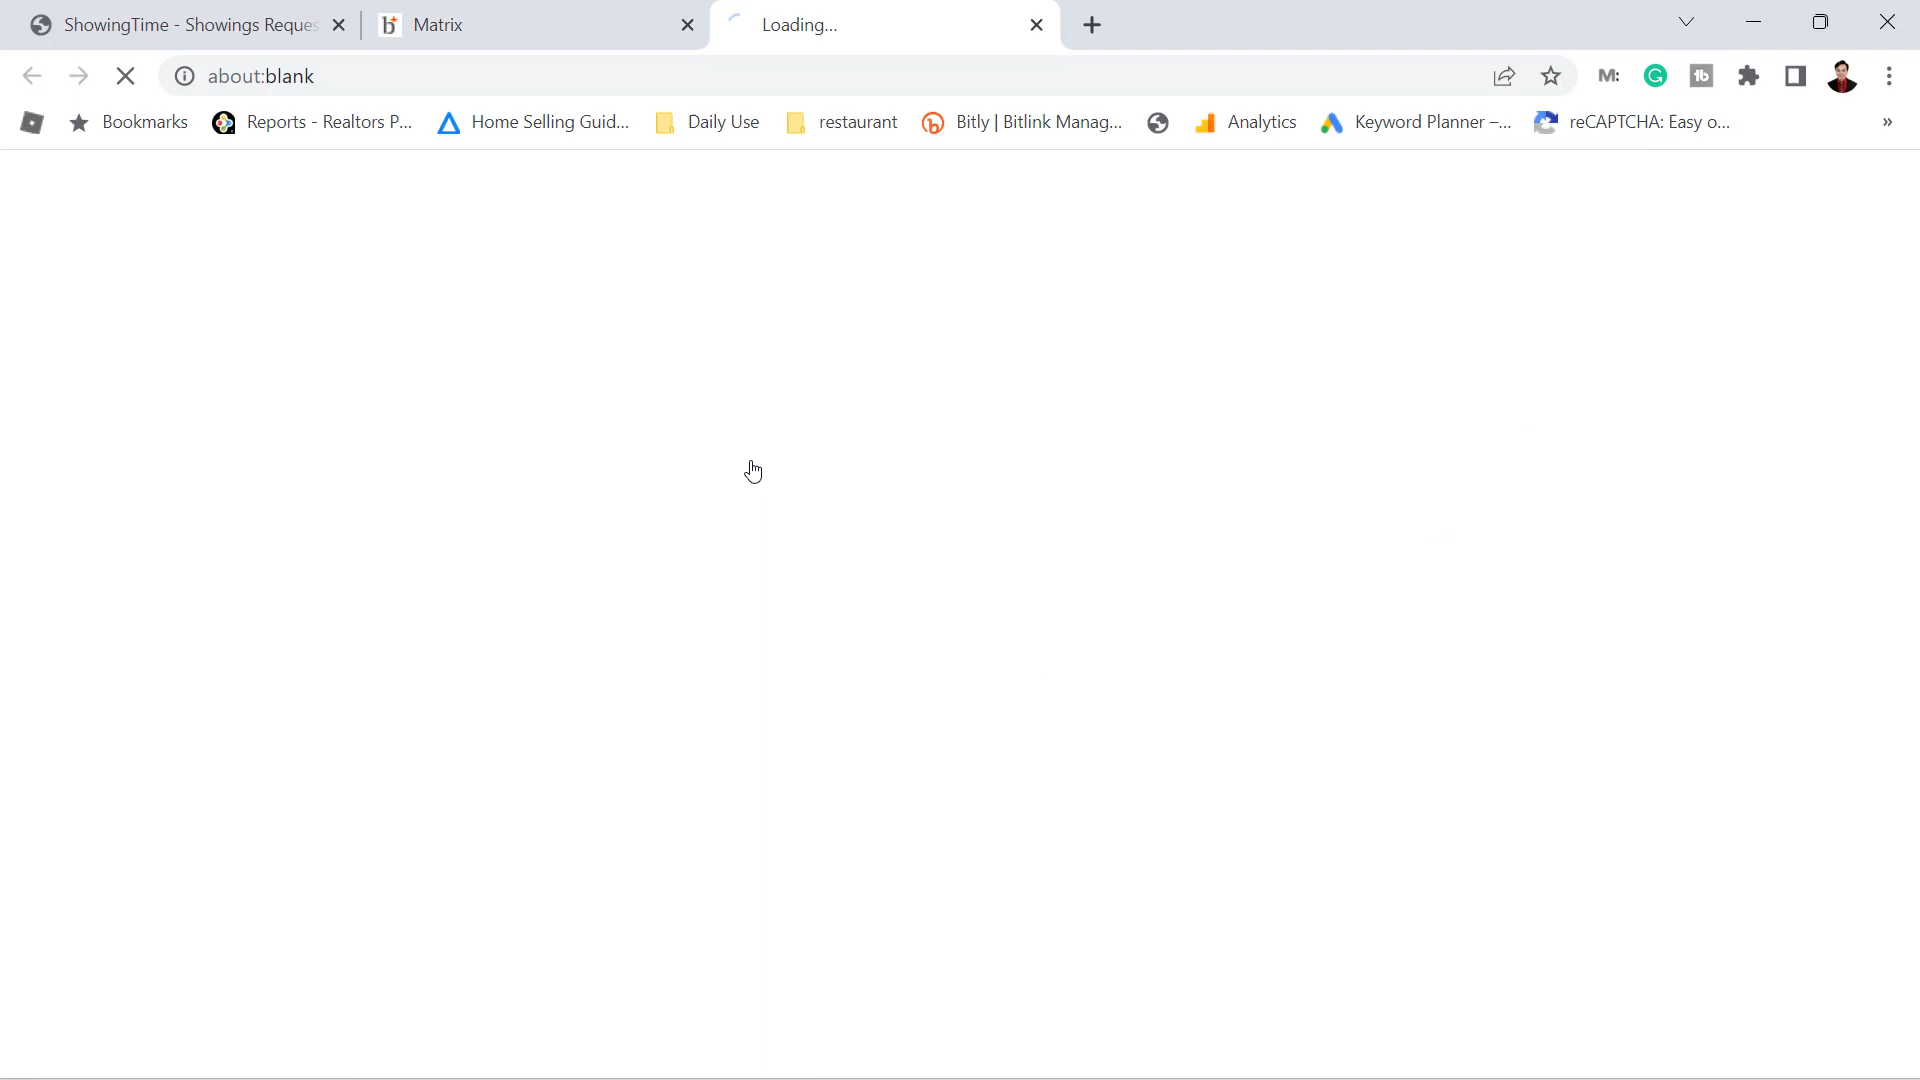 ShowingTime - Showings Reques
Matrix
Loading...
about:blank
M:
Bookmarks
Reports - Realtors P...
Home Selling Guid...
Daily Use
restaurant
Bitly | Bitlink Manag...
Analytics
Keyword Planner –...
reCAPTCHA: Easy o...
»